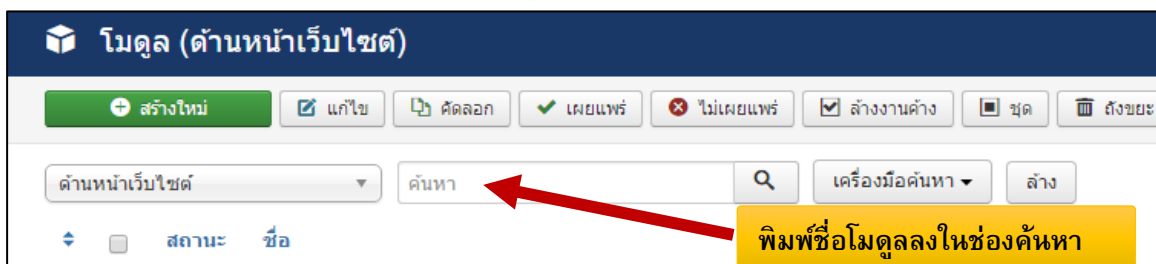 โมดูล (ด้านหน้าเว็บไซต์)
สร้างใหม่ แก้ไข คัดลอก เผยแพร่ ไม่เผยแพร่ ล้างงานค้าง ชุด ถังขยะ
ด้านหน้าเว็บไซต์ ค้นหา เครื่องมือค้นหา ล้าง
สถานะ ชื่อ
พิมพ์ชื่อโมดูลลงในช่องค้นหา